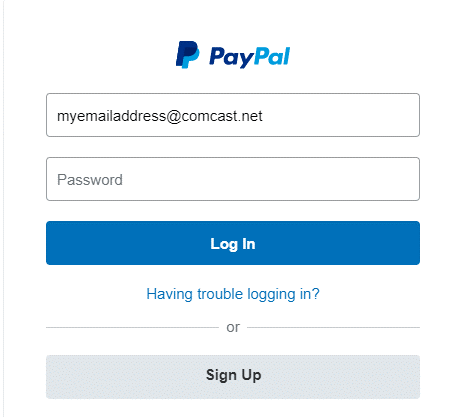 PayPal
myemailaddress@comcast.net
Password
Log In
Having trouble logging in?
or
Sign Up